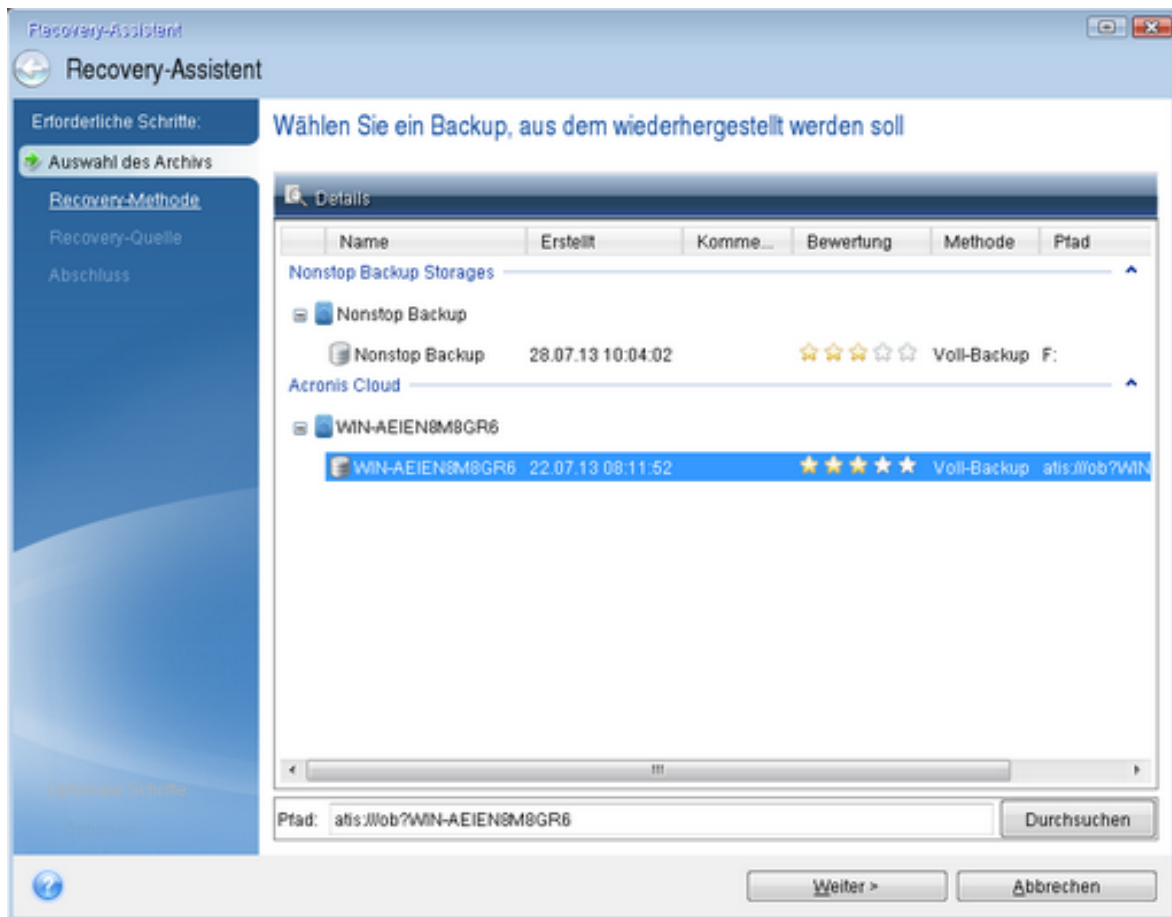 Recovery-Assistent
Recovery-Assistent
Erforderliche Schritte:
Auswahl des Archivs
Recovery-Methode
Recovery-Quelle
Abschluss
Wählen Sie ein Backup, aus dem wiederhergestellt werden soll
Details
Name Erstellt Komme... Bewertung Methode Pfad
Nonstop Backup Storages
Nonstop Backup
Nonstop Backup 28.07.13 10:04:02 Voll-Backup F:
Acronis Cloud
WIN-AEIEN8M8GR6
WIN-AEIEN8M8GR6 22.07.13 08:11:52 Voll-Backup atis:///ob?WIN
Pfad: atis:///ob?WIN-AEIEN8M8GR6 Durchsuchen
Weiter > Abbrechen